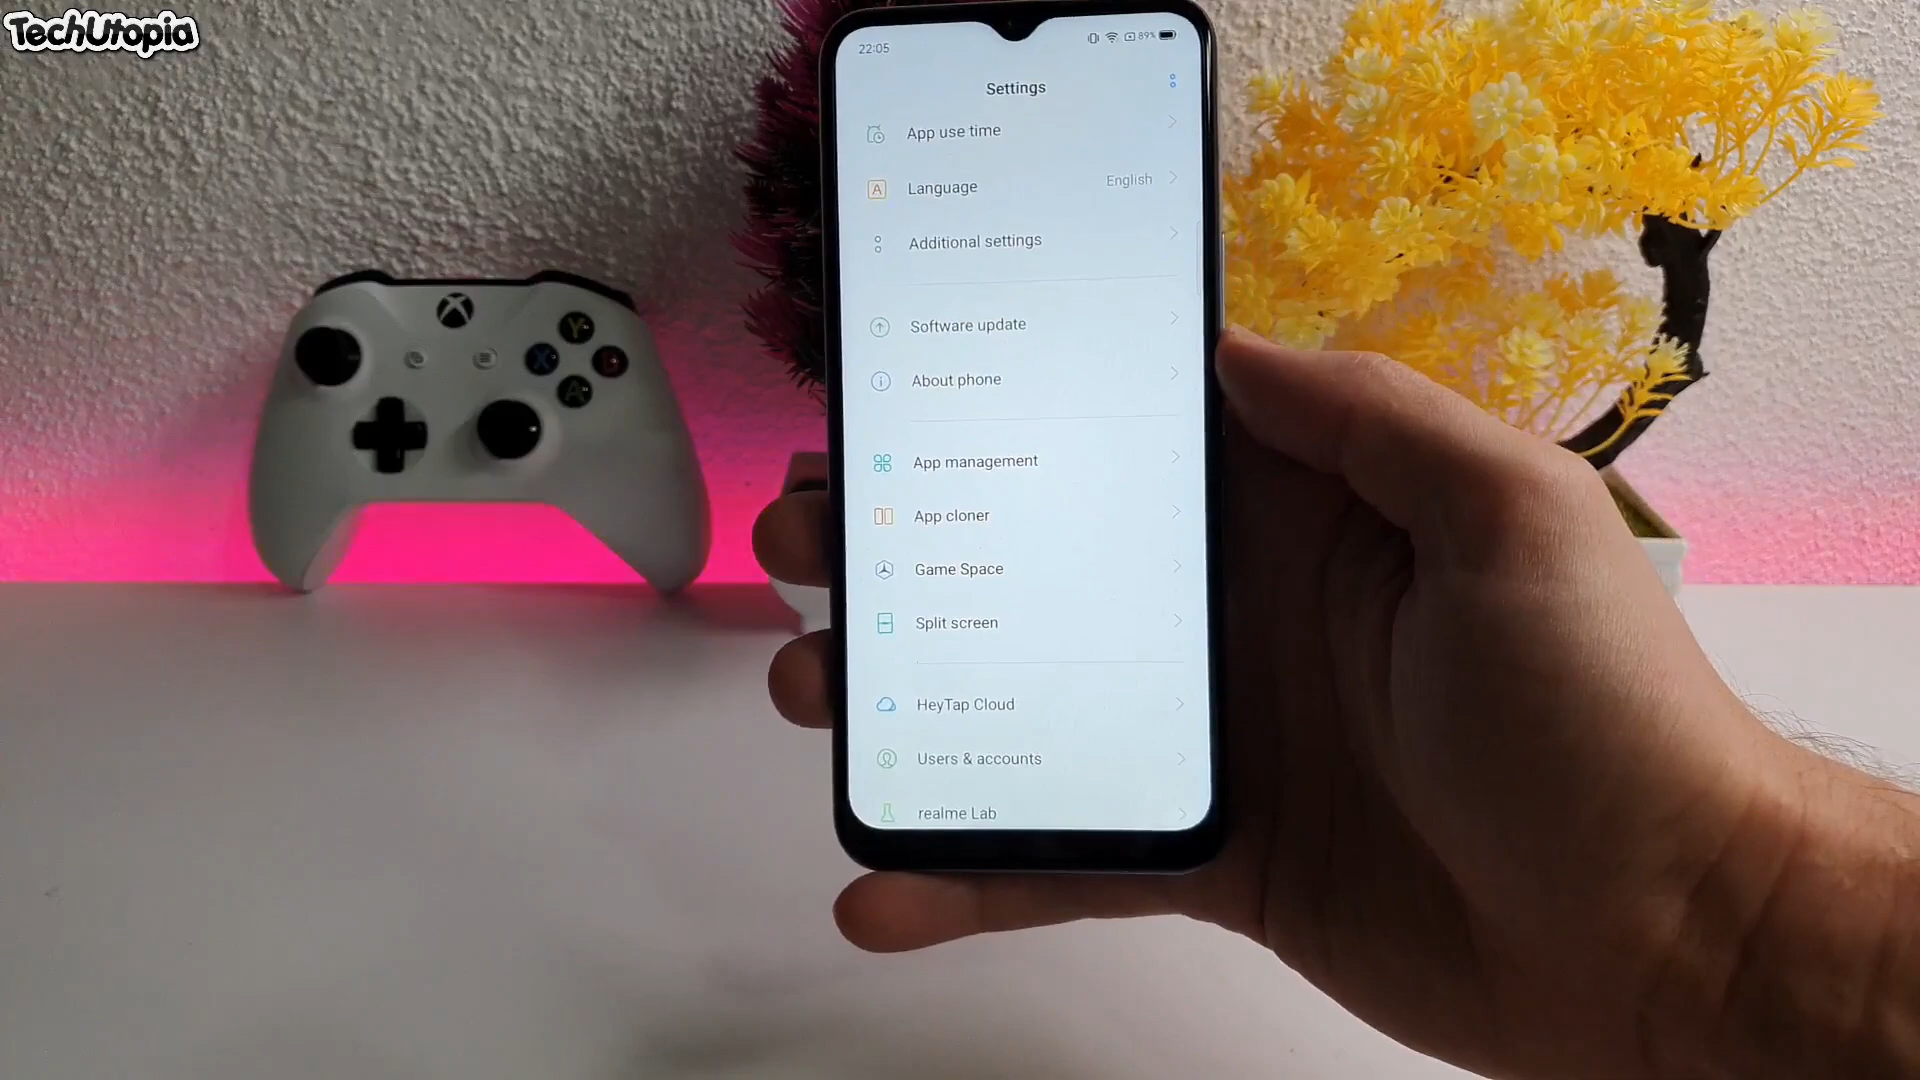 TechUtopia
22:05
89%
Settings
App use time
Language English
Additional settings
Software update
About phone
App management
App cloner
Game Space
Split screen
HeyTap Cloud
Users & accounts
realme Lab
Y
X
A